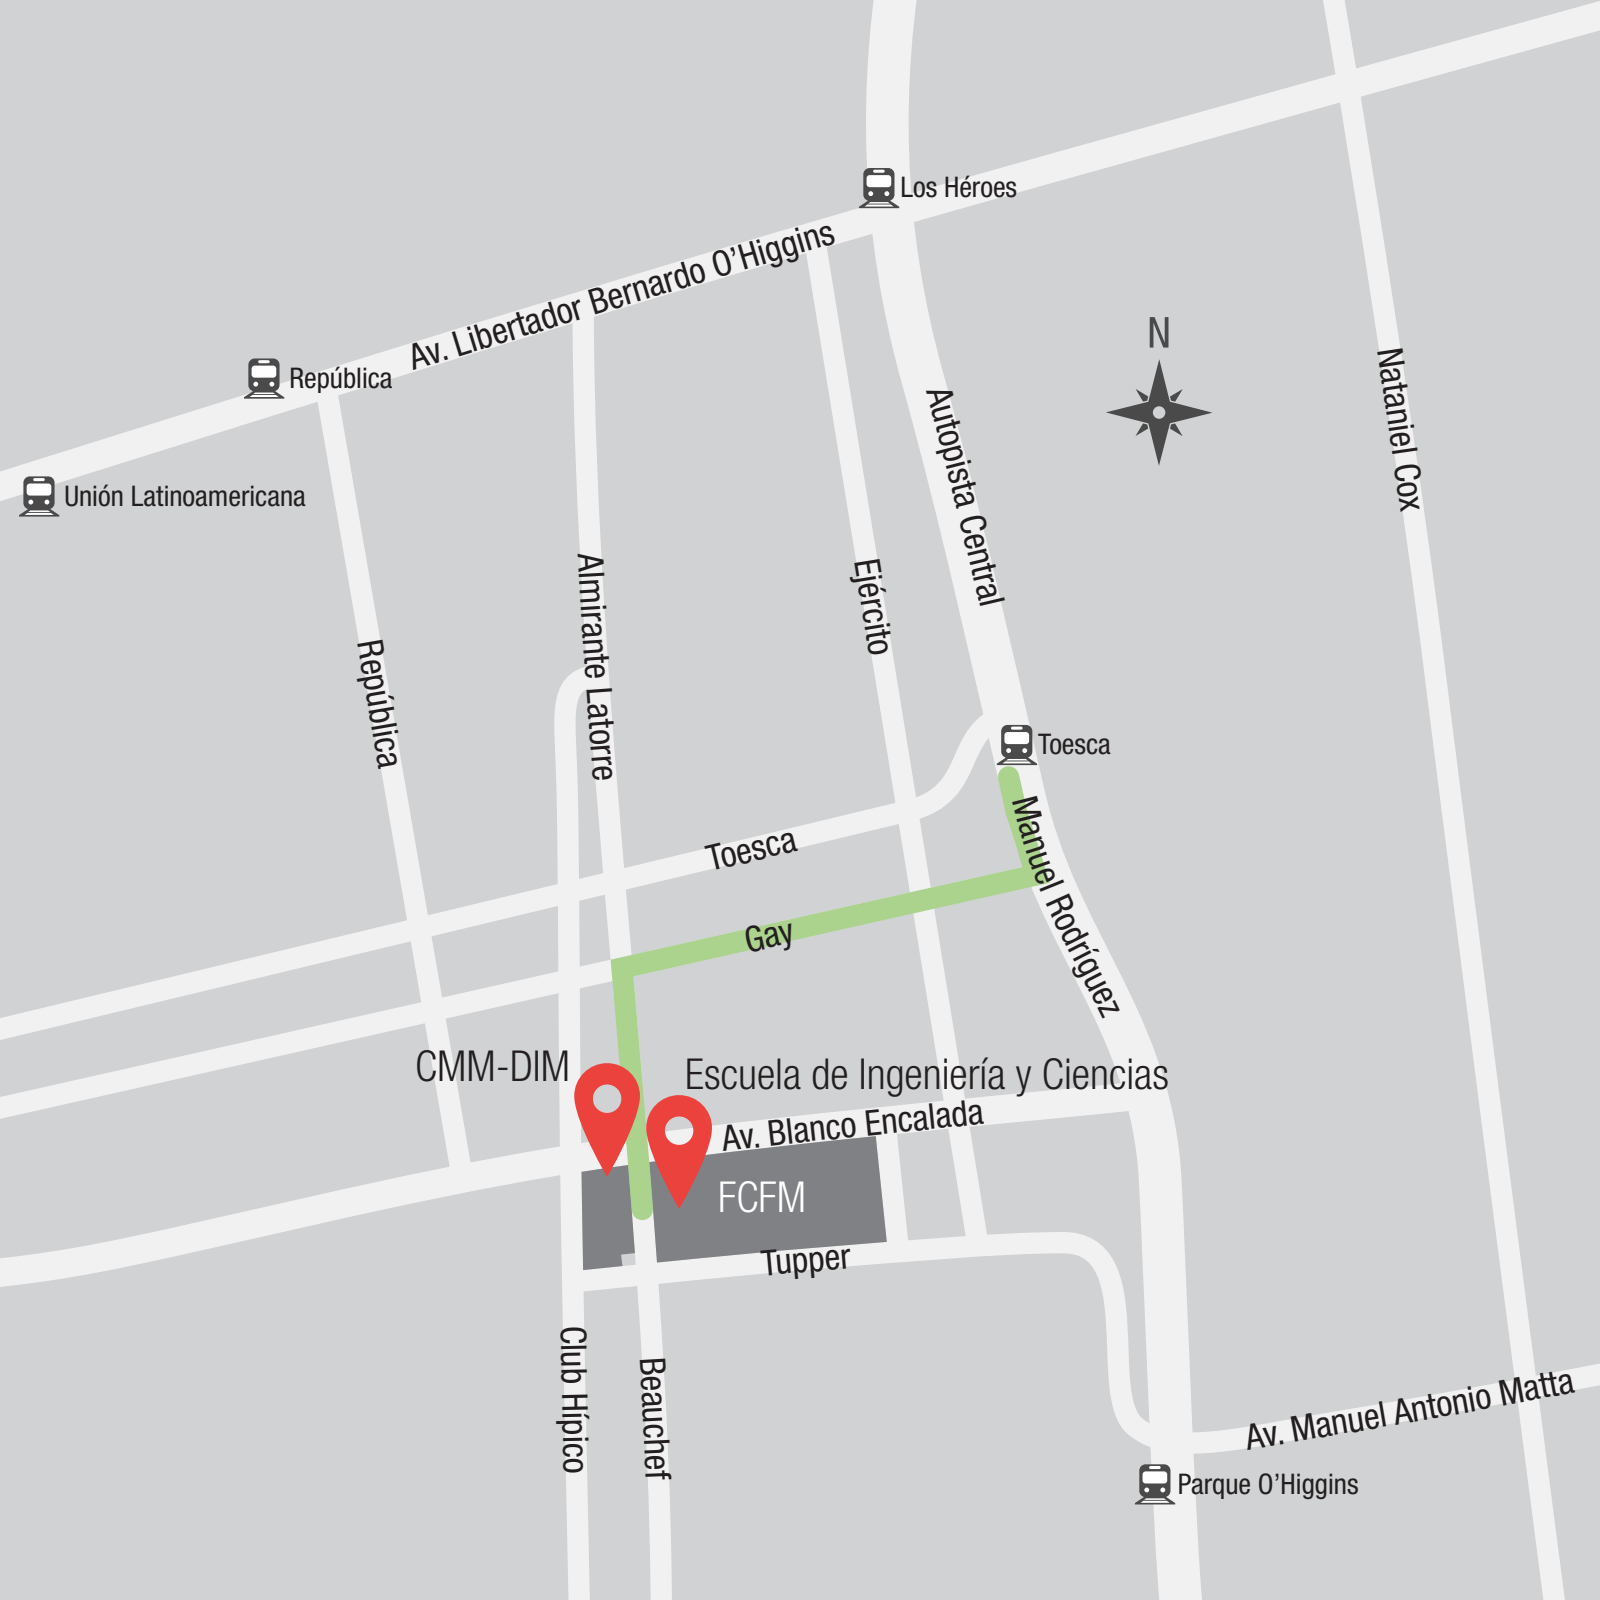 Los Héroes
Av. Libertador Bernardo O’Higgins
N
República
Nataniel Cox
Autopista Central
Unión Latinoamericana
Almirante Latorre
Ejército
República
Toesca
Manuel Rodríguez
Toesca
Gay
CMM-DIM
Escuela de Ingeniería y Ciencias
Av. Blanco Encalada
FCFM
Tupper
Club Hípico
Beauchef
Av. Manuel Antonio Matta
Parque O’Higgins